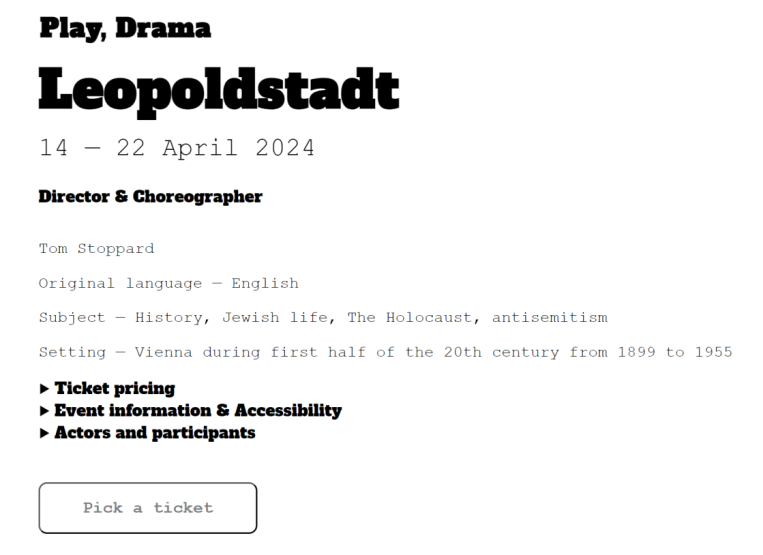 Play, Drama
Leopoldstadt
14 — 22 April 2024
Director & Choreographer
Tom Stoppard
Original language — English
Subject — History, Jewish life, The Holocaust, antisemitism
Setting — Vienna during first half of the 20th century from 1899 to 1955
▶ Ticket pricing
▶ Event information & Accessibility
▶ Actors and participants
Pick a ticket